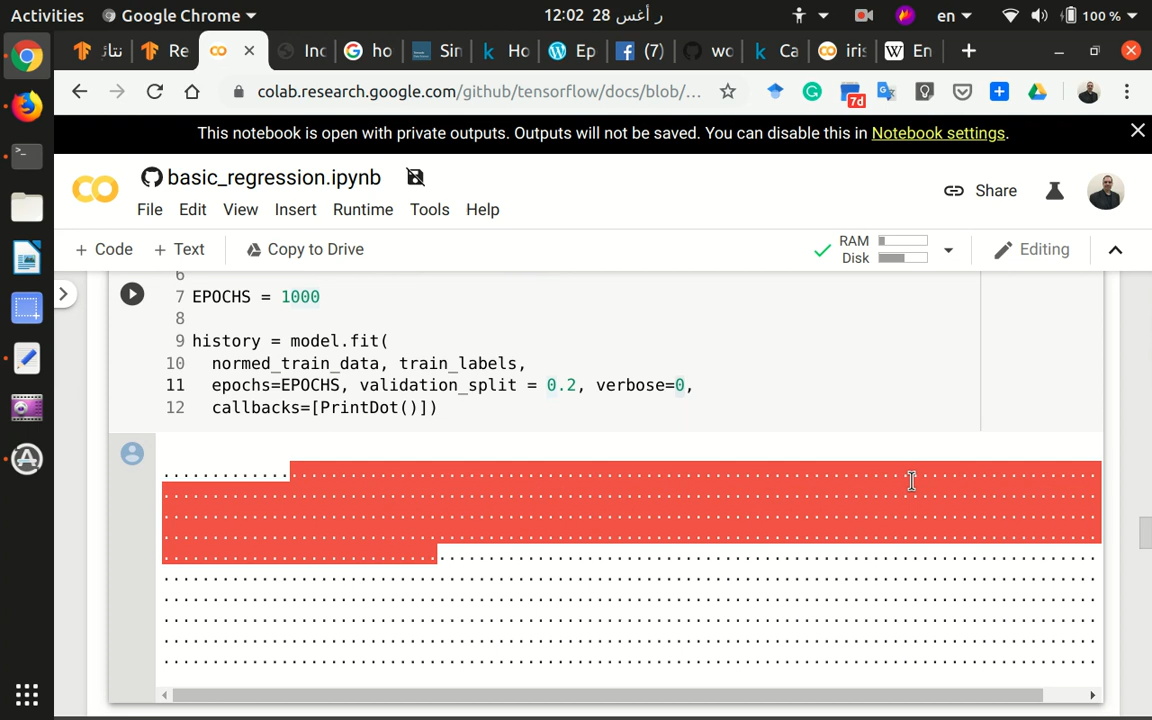 Activities Google Chrome 12:02 28 ر أغس en 100 %
نتائ Re Inc ho Sin Ho Ep (7) wo Ca iris En
colab.research.google.com/github/tensorflow/docs/blob/... 7d
This notebook is open with private outputs. Outputs will not be saved. You can disable this in Notebook settings.
basic_regression.ipynb Share
File Edit View Insert Runtime Tools Help
+ Code + Text Copy to Drive RAM Disk Editing
6
7 EPOCHS = 1000
8
9 history = model.fit(
10 normed_train_data, train_labels,
11 epochs=EPOCHS, validation_split = 0.2, verbose=0,
12 callbacks=[PrintDot()])